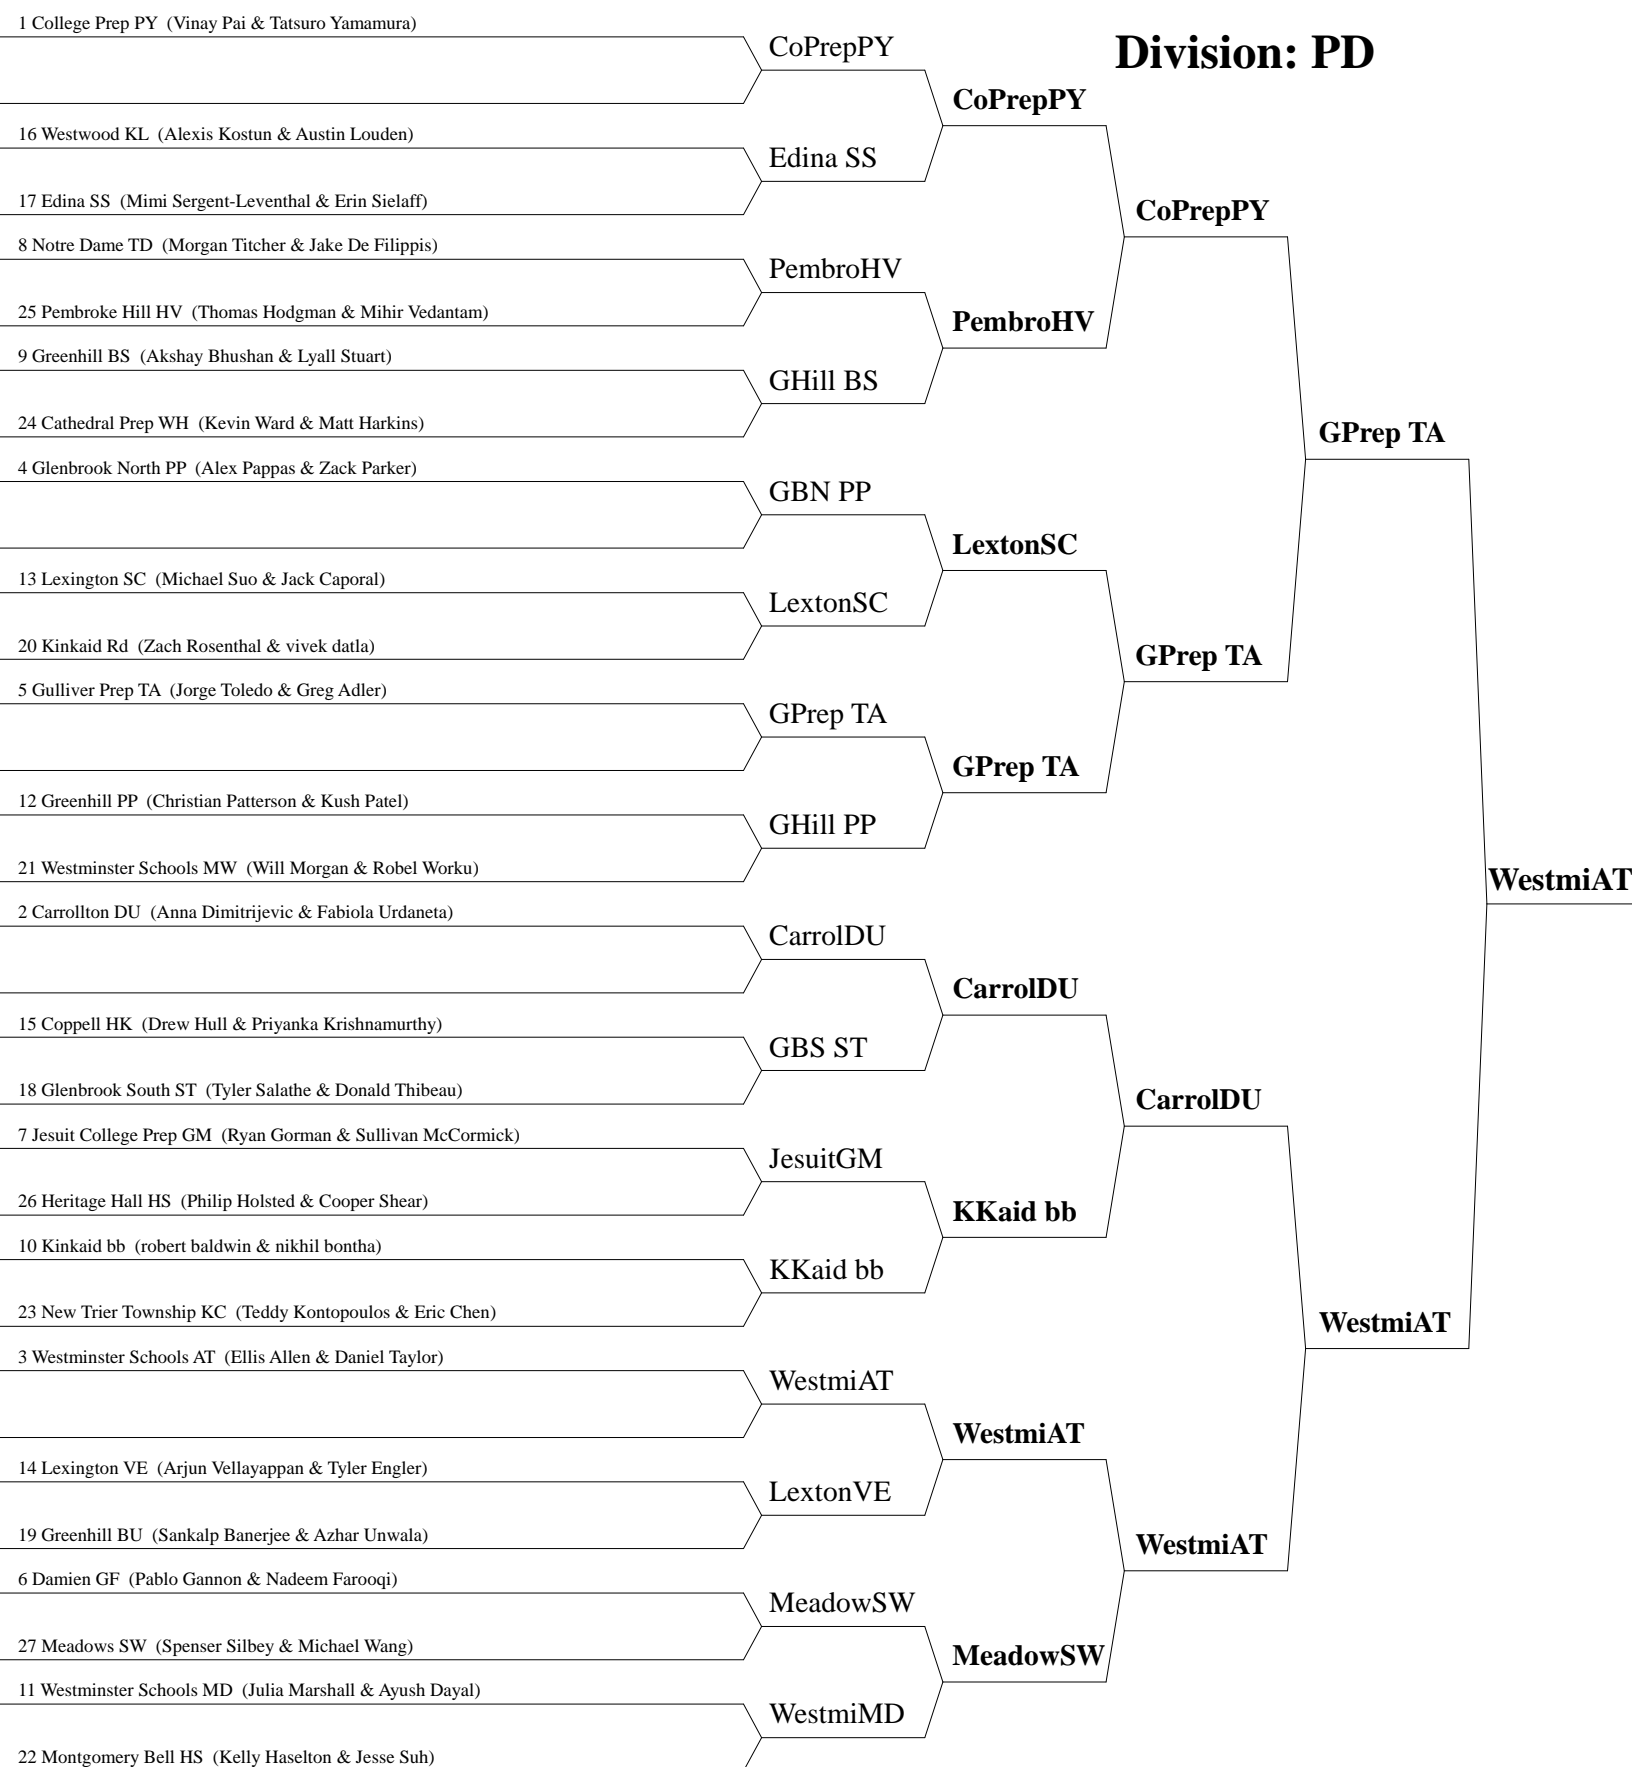 1 College Prep PY (Vinay Pai & Tatsuro Yamamura)
CoPrepPY
Division: PD
CoPrepPY
16 Westwood KL (Alexis Kostun & Austin Louden)
Edina SS
17 Edina SS (Mimi Sergent-Leventhal & Erin Sielaff)
CoPrepPY
8 Notre Dame TD (Morgan Titcher & Jake De Filippis)
PembroHV
25 Pembroke Hill HV (Thomas Hodgman & Mihir Vedantam)
PembroHV
9 Greenhill BS (Akshay Bhushan & Lyall Stuart)
GHill BS
24 Cathedral Prep WH (Kevin Ward & Matt Harkins)
GPrep TA
4 Glenbrook North PP (Alex Pappas & Zack Parker)
GBN PP
LextonSC
13 Lexington SC (Michael Suo & Jack Caporal)
LextonSC
20 Kinkaid Rd (Zach Rosenthal & vivek datla)
GPrep TA
5 Gulliver Prep TA (Jorge Toledo & Greg Adler)
GPrep TA
GPrep TA
12 Greenhill PP (Christian Patterson & Kush Patel)
GHill PP
21 Westminster Schools MW (Will Morgan & Robel Worku)
WestmiAT
2 Carrollton DU (Anna Dimitrijevic & Fabiola Urdaneta)
CarrolDU
CarrolDU
15 Coppell HK (Drew Hull & Priyanka Krishnamurthy)
GBS ST
18 Glenbrook South ST (Tyler Salathe & Donald Thibeau)
CarrolDU
7 Jesuit College Prep GM (Ryan Gorman & Sullivan McCormick)
JesuitGM
26 Heritage Hall HS (Philip Holsted & Cooper Shear)
KKaid bb
10 Kinkaid bb (robert baldwin & nikhil bontha)
KKaid bb
23 New Trier Township KC (Teddy Kontopoulos & Eric Chen)
WestmiAT
3 Westminster Schools AT (Ellis Allen & Daniel Taylor)
WestmiAT
WestmiAT
14 Lexington VE (Arjun Vellayappan & Tyler Engler)
LextonVE
19 Greenhill BU (Sankalp Banerjee & Azhar Unwala)
WestmiAT
6 Damien GF (Pablo Gannon & Nadeem Farooqi)
MeadowSW
27 Meadows SW (Spenser Silbey & Michael Wang)
MeadowSW
11 Westminster Schools MD (Julia Marshall & Ayush Dayal)
WestmiMD
22 Montgomery Bell HS (Kelly Haselton & Jesse Suh)